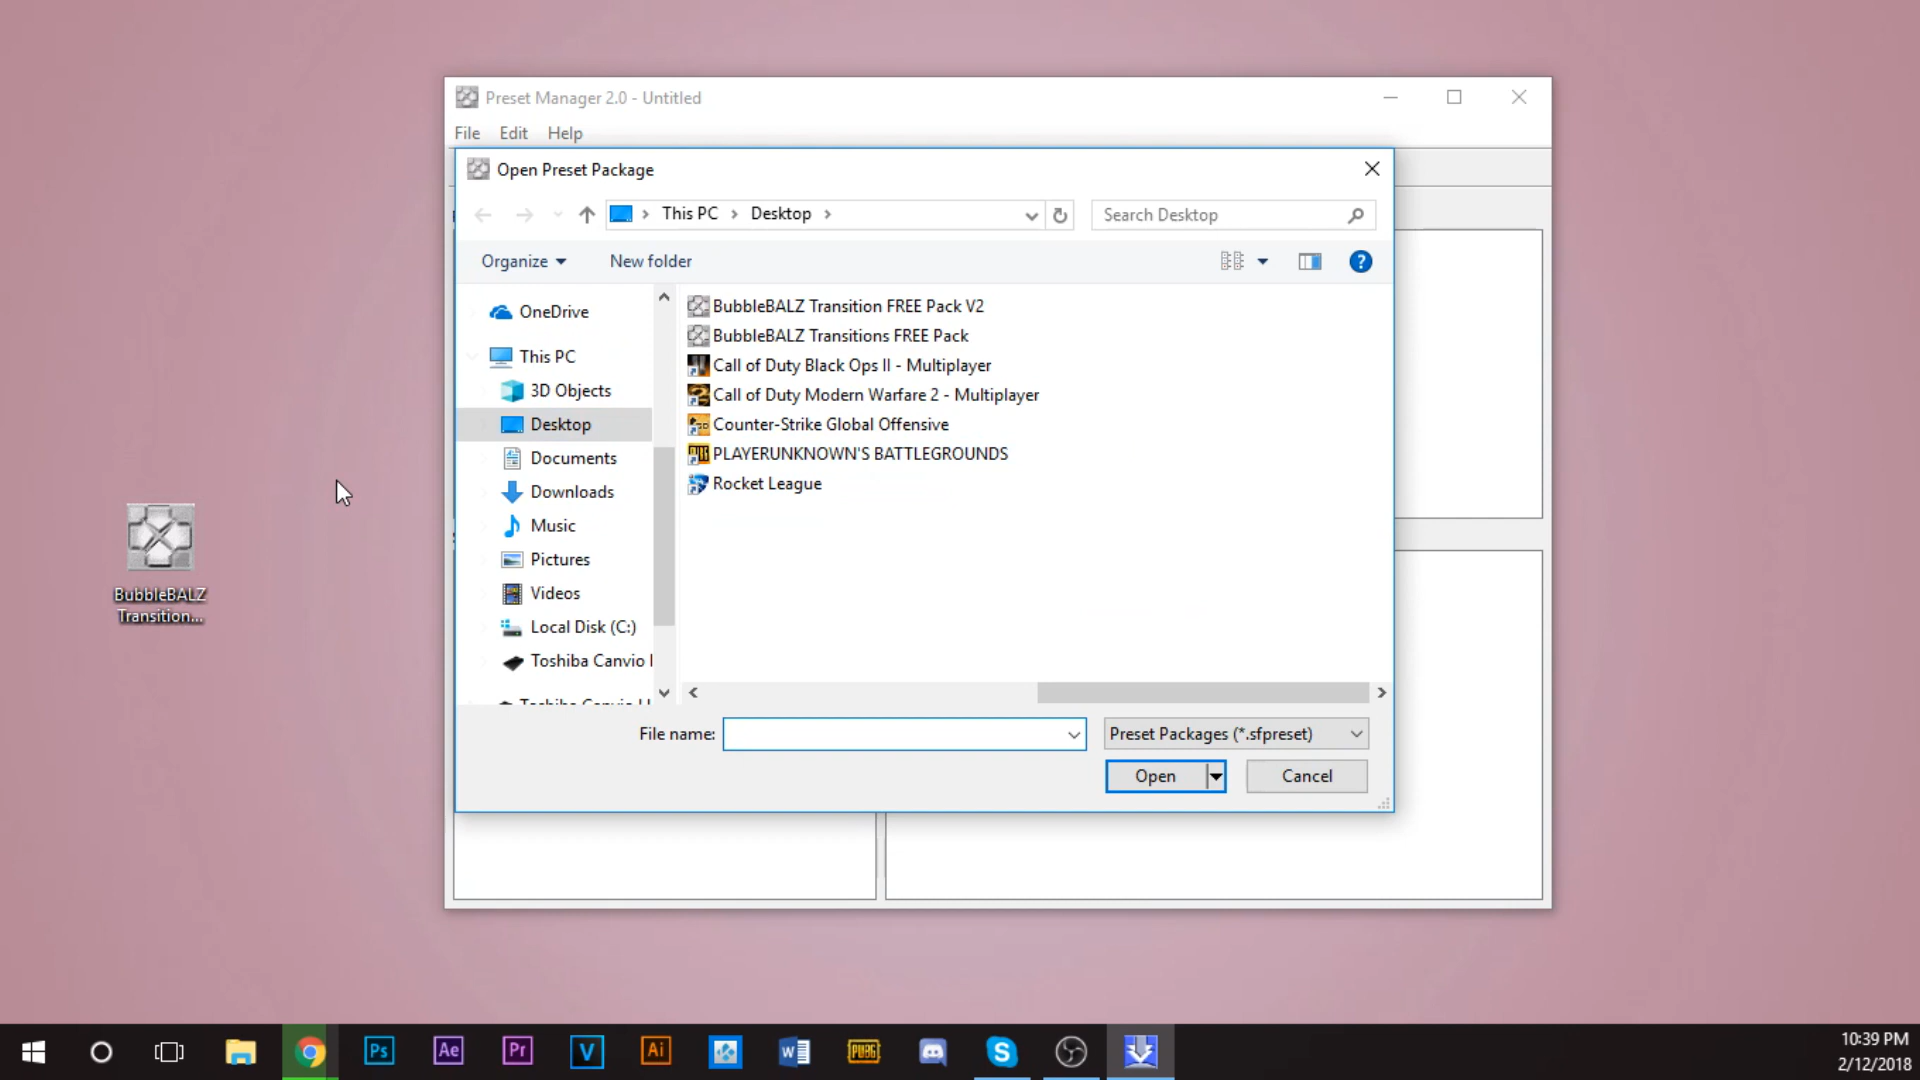 Preset Manager 2.0 - Untitled
File Edit Help
Open Preset Package
This PC Desktop
Search Desktop
Organize New folder
?
OneDrive
This PC
3D Objects
Desktop
Documents
Downloads
Music
Pictures
Videos
Local Disk (C:)
Toshiba Canvio
BubbleBALZ Transition FREE Pack V2
BubbleBALZ Transitions FREE Pack
Call of Duty Black Ops II - Multiplayer
Call of Duty Modern Warfare 2 - Multiplayer
Counter-Strike Global Offensive
PLAYERUNKNOWN'S BATTLEGROUNDS
Rocket League
File name:
Preset Packages (*.sfpreset)
Open Cancel
BubbleBALZ
Transition...
Ps Ae Pr V Ai W PUBG S
10:39 PM
2/12/2018